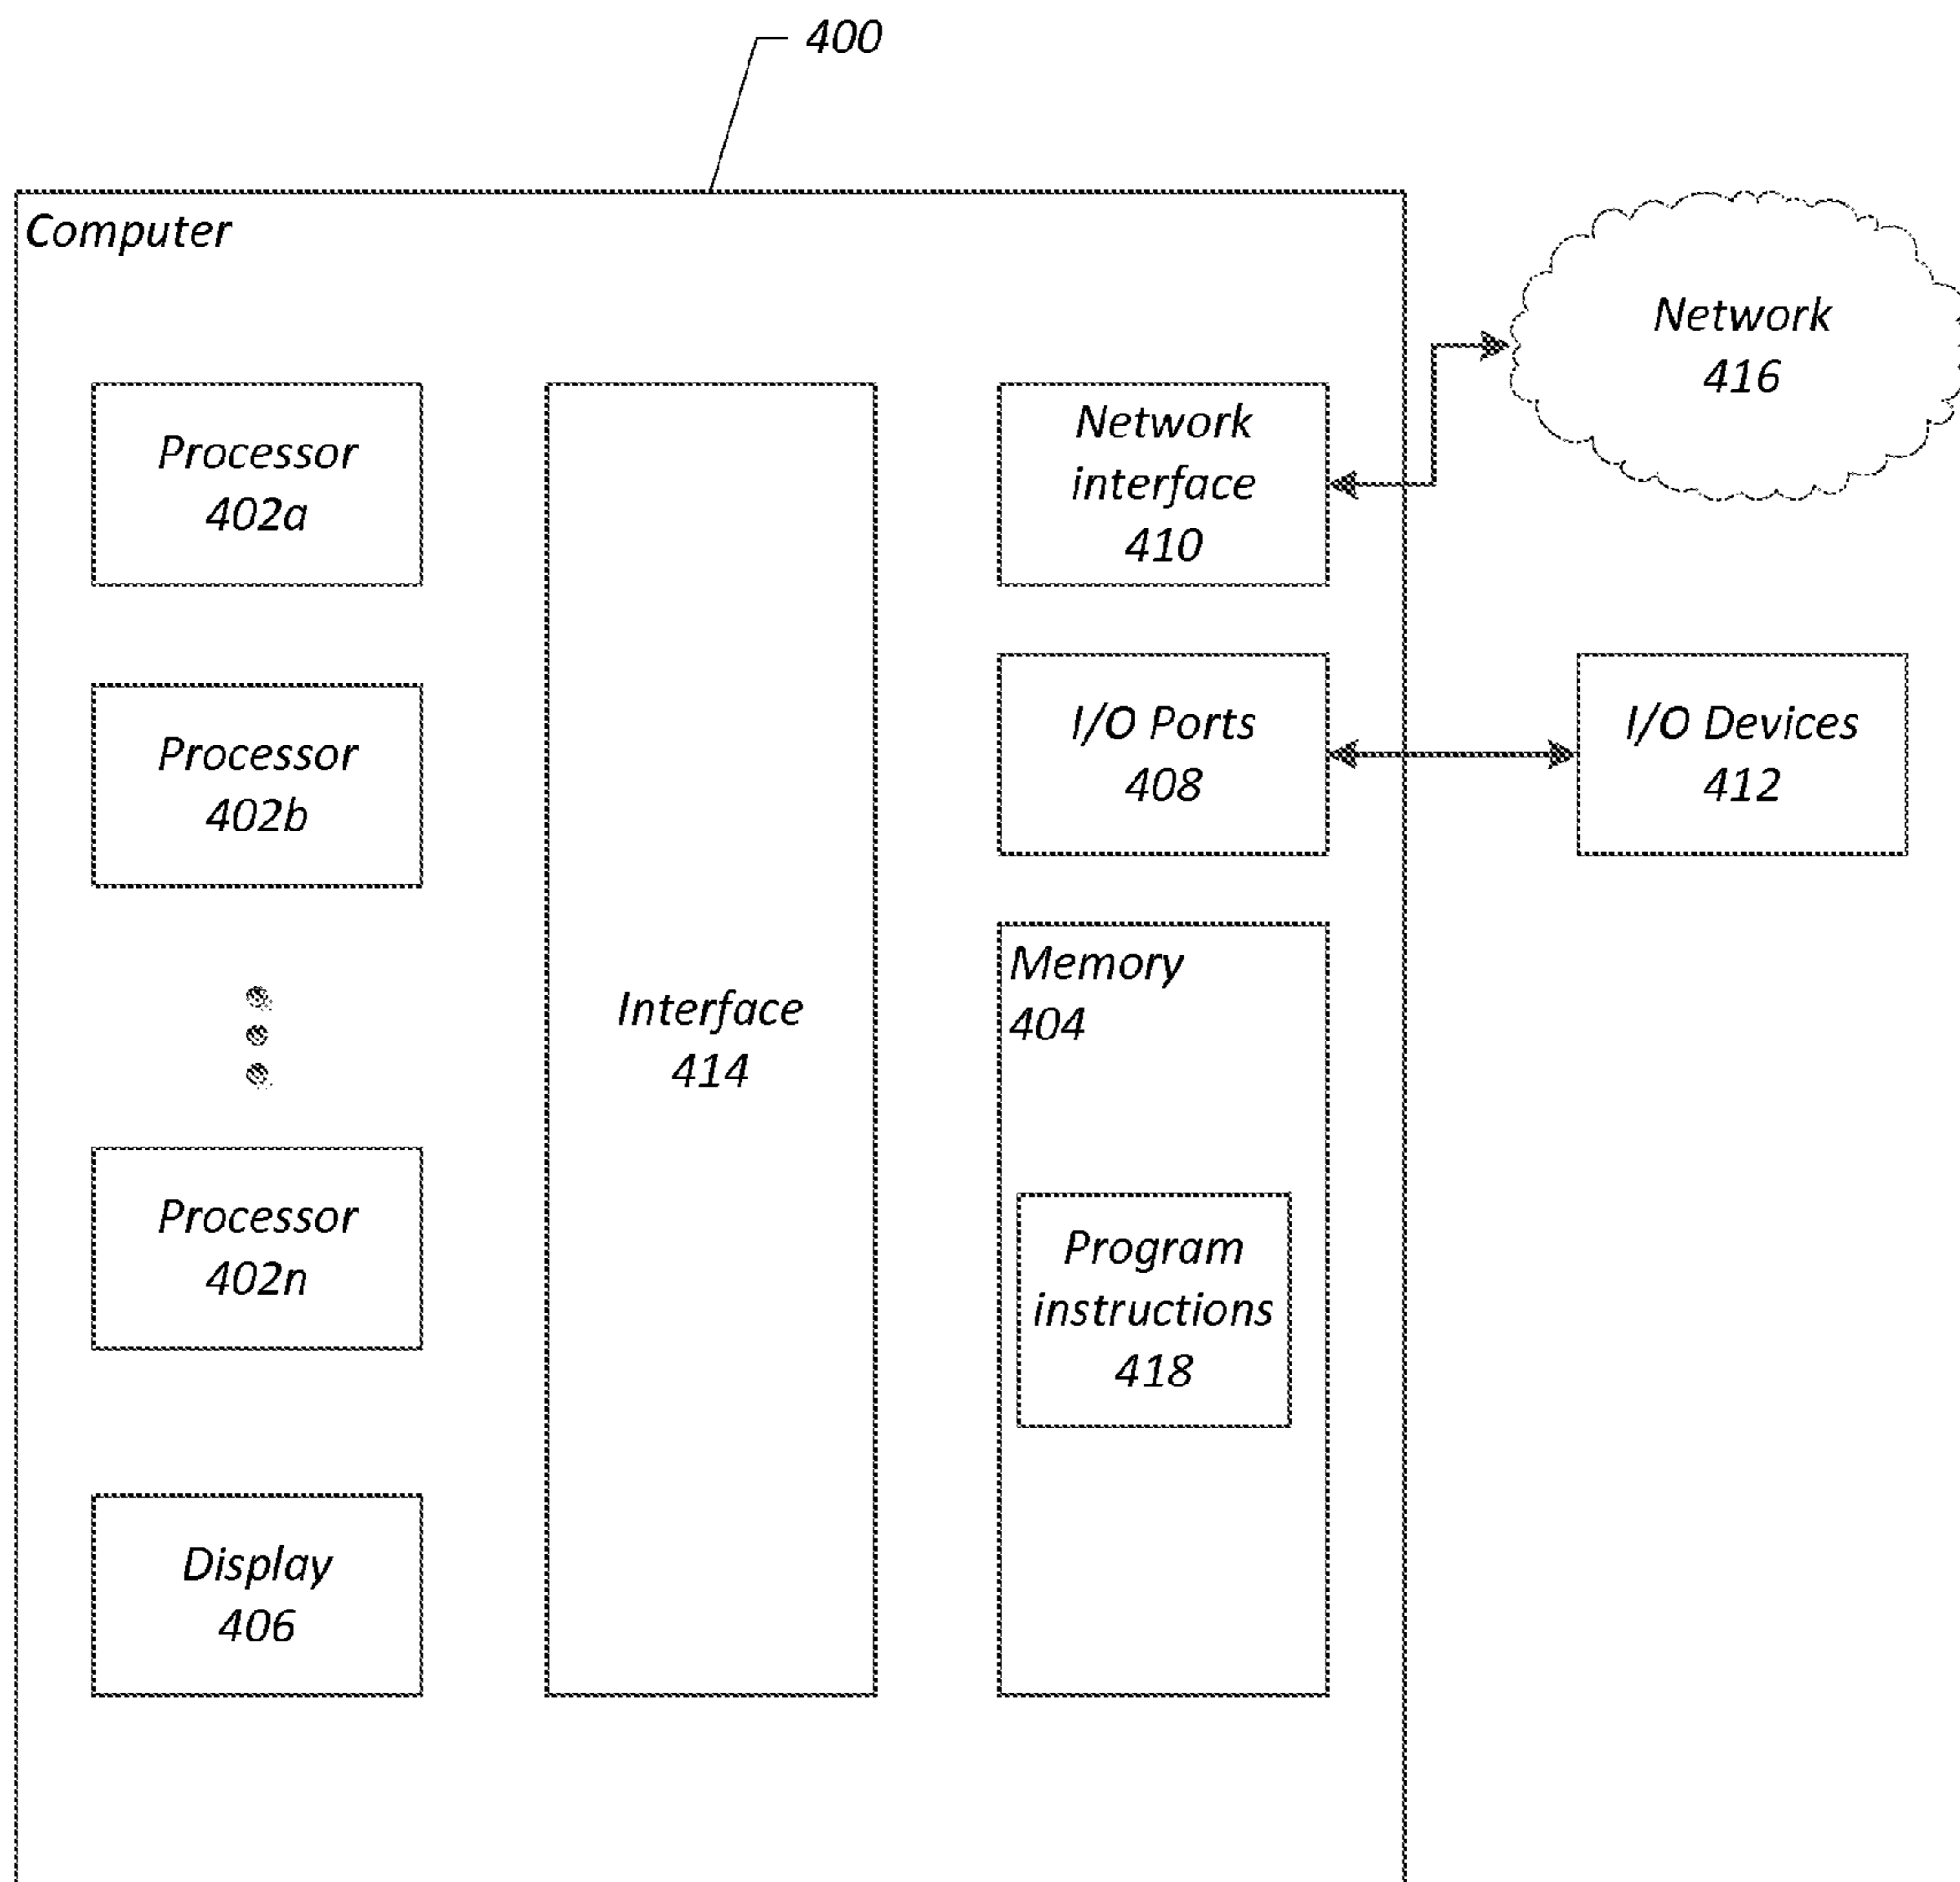 400
Computer
Network
416
Processor
402a
Network
interface
410
Processor
402b
I/O Ports
408
I/O Devices
412
Interface
414
Memory
404
Processor
402n
Program
instructions
418
Display
406